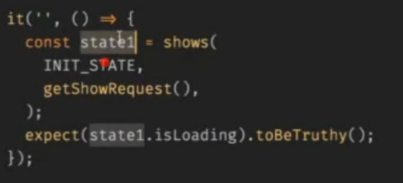 it('', () => {
const state1 = shows(
INIT_STATE,
getShowRequest(),
);
expect(state1.isLoading).toBeTruthy();
});